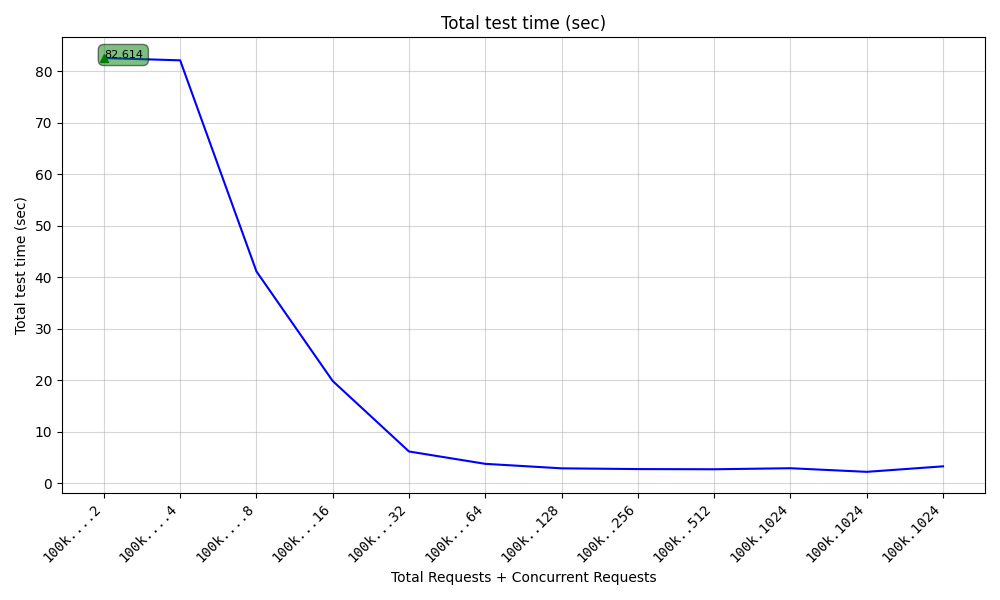 Total test time (sec)
82.614
Total test time (sec)
80
70
60
50
40
30
20
10
0
100k....2
100k....4
100k....8
100k...16
100k...32
100k...64
100k..128
100k..256
100k..512
100k.1024
100k.1024
100k.1024
Total Requests + Concurrent Requests